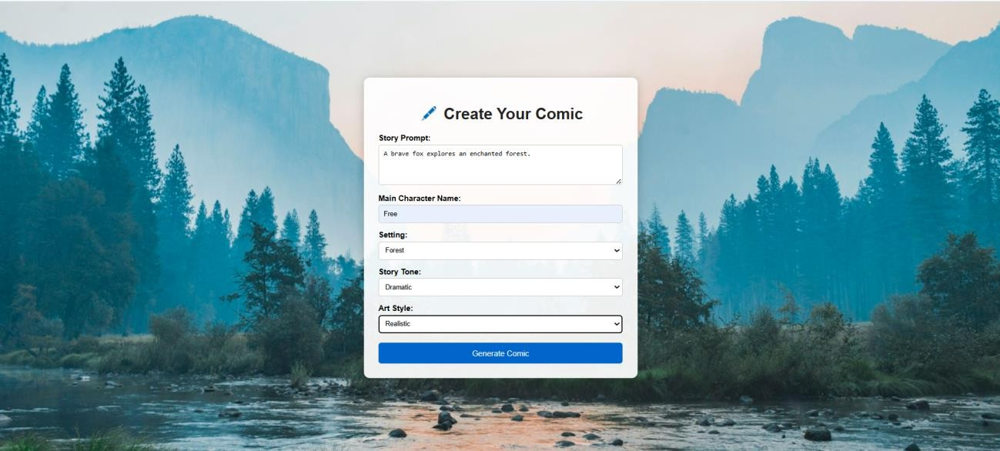 Create Your Comic
Story Prompt:
A brave fox explores an enchanted forest.
Main Character Name:
Free
Setting:
Forest
Story Tone:
Dramatic
Art Style:
Realistic
Generate Comic